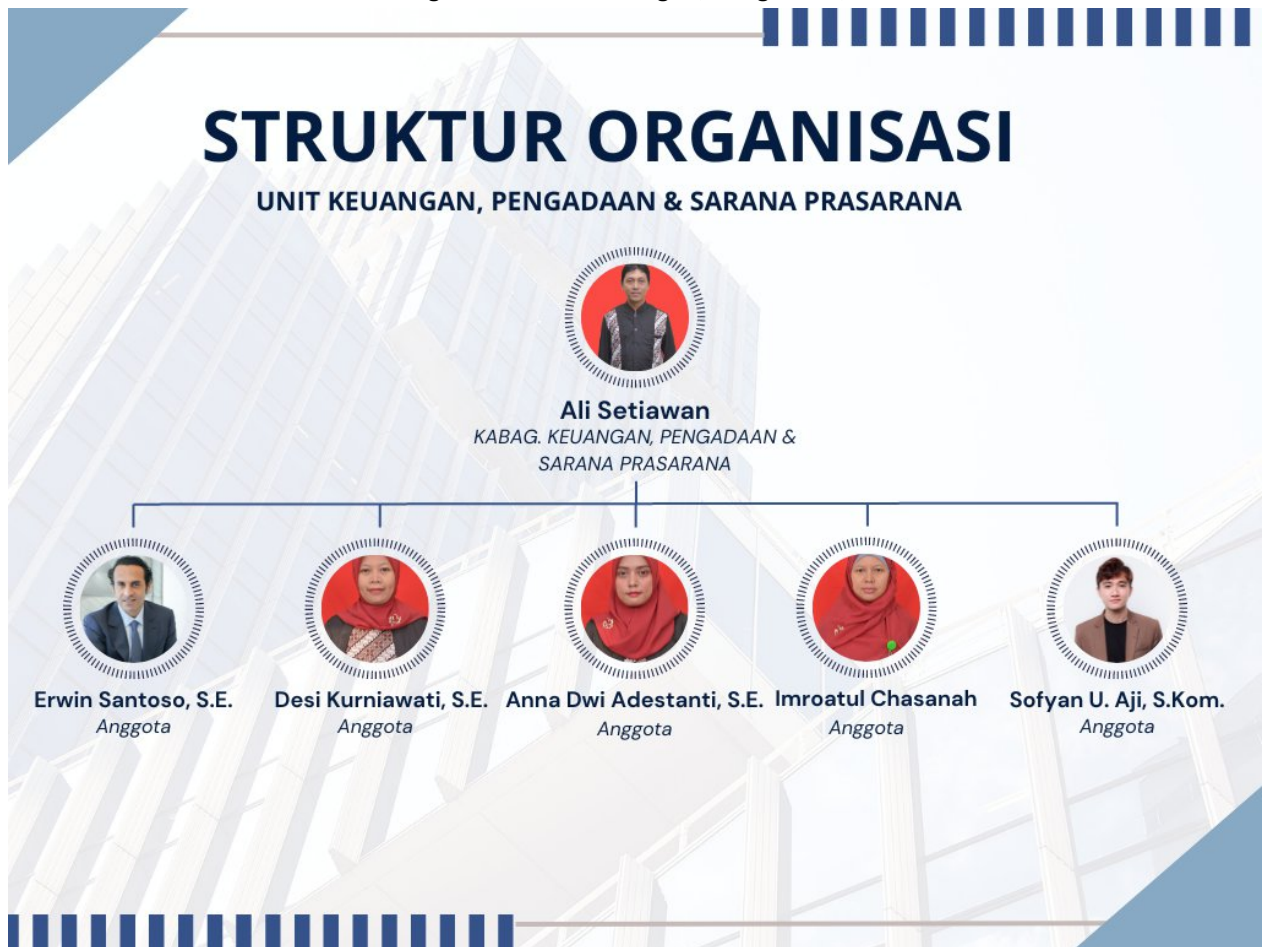 STRUKTUR ORGANISASI
UNIT KEUANGAN, PENGADAAN & SARANA PRASARANA
Ali Setiawan
KABAG. KEUANGAN, PENGADAAN &
SARANA PRASARANA
Erwin Santoso, S.E.
Anggota
Desi Kurniawati, S.E.
Anggota
Anna Dwi Adestanti, S.E.
Anggota
Imroatul Chasanah
Anggota
Sofyan U. Aji, S.Kom.
Anggota